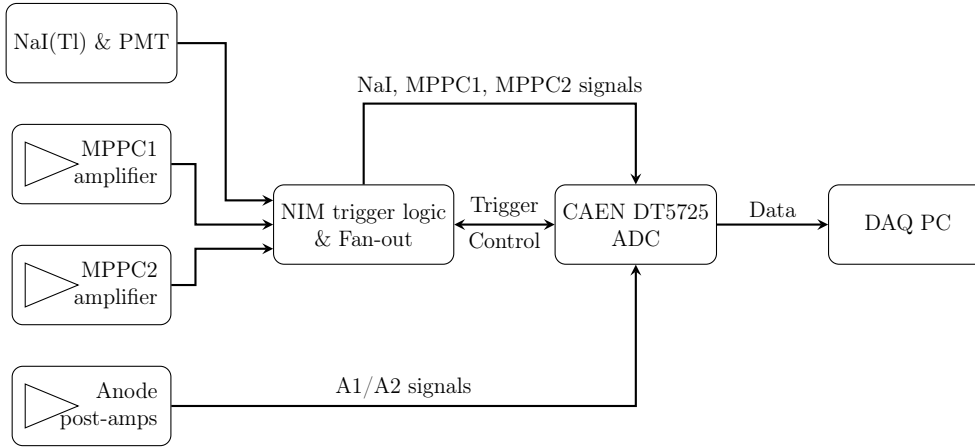 NaI(Tl) & PMT
NaI, MPPC1, MPPC2 signals
MPPC1
amplifier
NIM trigger logic
& Fan-out
Trigger
Control
CAEN DT5725
ADC
Data
DAQ PC
MPPC2
amplifier
Anode
post-amps
A1/A2 signals